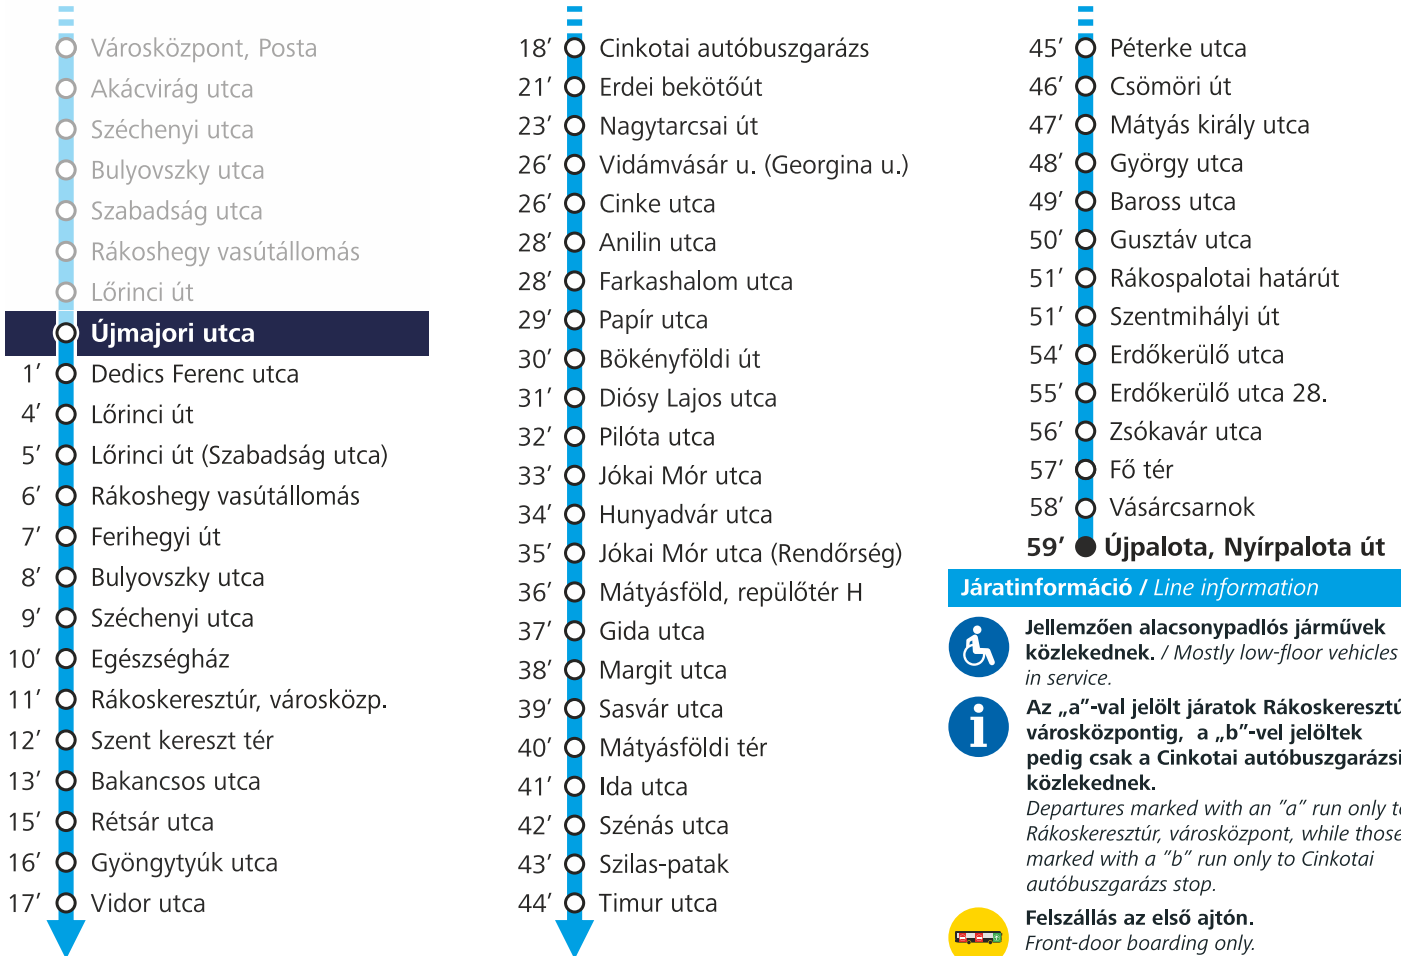 Városközpont, Posta
Akácvirág utca
Széchenyi utca
Bulyovszky utca
Szabadság utca
Rákoshegy vasútállomás
Lőrinci út
Újmajori utca
1′ Dedics Ferenc utca
4′ Lőrinci út
5′ Lőrinci út (Szabadság utca)
6′ Rákoshegy vasútállomás
7′ Ferihegyi út
8′ Bulyovszky utca
9′ Széchenyi utca
10′ Egészségház
11′ Rákoskeresztúr, városközp.
12′ Szent kereszt tér
13′ Bakancsos utca
15′ Rétsár utca
16′ Gyöngytyúk utca
17′ Vidor utca
18′ Cinkotai autóbuszgarázs
21′ Erdei bekötőút
23′ Nagytarcsai út
26′ Vidámvásár u. (Georgina u.)
26′ Cinke utca
28′ Anilin utca
28′ Farkashalom utca
29′ Papír utca
30′ Bökényföldi út
31′ Diósy Lajos utca
32′ Pilóta utca
33′ Jókai Mór utca
34′ Hunyadvár utca
35′ Jókai Mór utca (Rendőrség)
36′ Mátyásföld, repülőtér H
37′ Gida utca
38′ Margit utca
39′ Sasvár utca
40′ Mátyásföldi tér
41′ Ida utca
42′ Szénás utca
43′ Szilas-patak
44′ Timur utca
45′ Péterke utca
46′ Csömöri út
47′ Mátyás király utca
48′ György utca
49′ Baross utca
50′ Gusztáv utca
51′ Rákospalotai határút
51′ Szentmihályi út
54′ Erdőkerülő utca
55′ Erdőkerülő utca 28.
56′ Zsókavár utca
57′ Fő tér
58′ Vásárcsarnok
59′ Újpalota, Nyírpalota út
Járatinformáció / Line information
Jellemzően alacsonypadlós járművek
közlekednek. / Mostly low-floor vehicles
in service.
Az „a”-val jelölt járatok Rákoskeresztú
városközpontig, a „b”-vel jelöltek
pedig csak a Cinkotai autóbuszgarázsi
közlekednek.
Departures marked with an "a" run only to
Rákoskeresztúr, városközpont, while those
marked with a "b" run only to Cinkotai
autóbuszgarázs stop.
Felszállás az első ajtón.
Front-door boarding only.